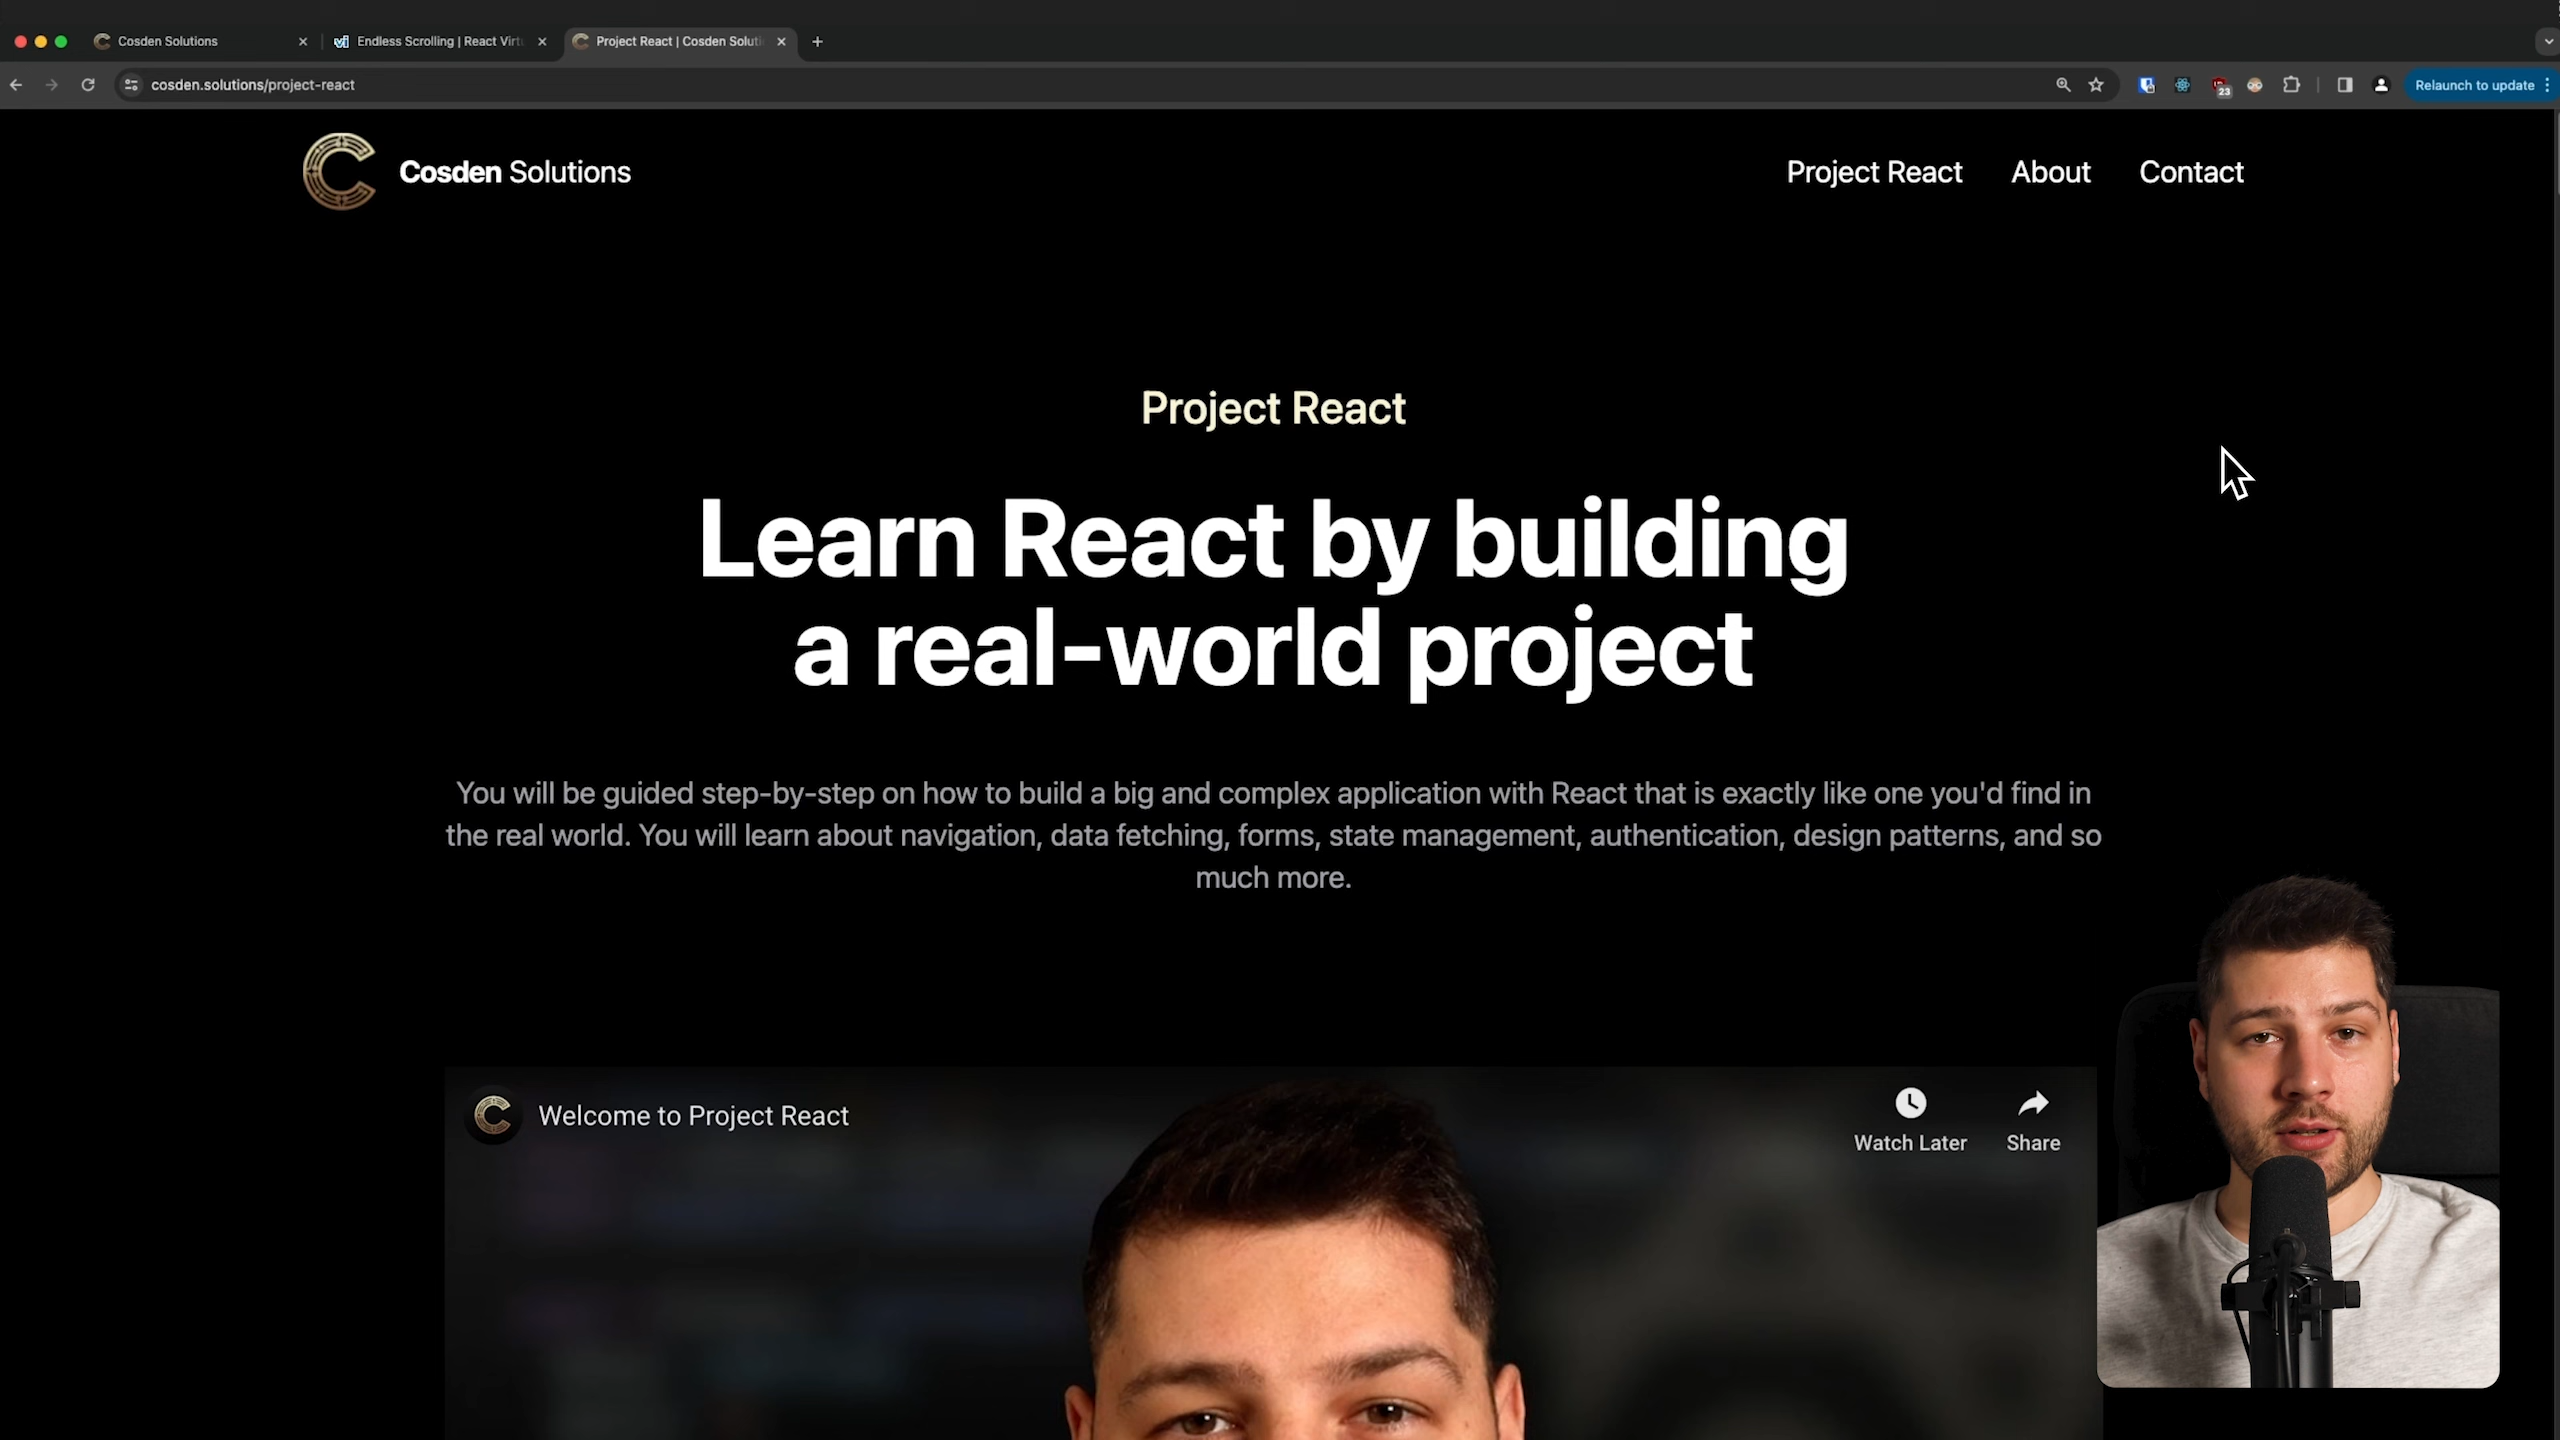 Cosden Solutions
Endless Scrolling | React Virt
Project React | Cosden Solut
cosden.solutions/project-react
23
Relaunch to update
Cosden Solutions
Project React
About
Contact
Project React
Learn React by building
a real-world project
You will be guided step-by-step on how to build a big and complex application with React that is exactly like one you'd find in
the real world. You will learn about navigation, data fetching, forms, state management, authentication, design patterns, and so
much more.
Welcome to Project React
Watch Later
Share